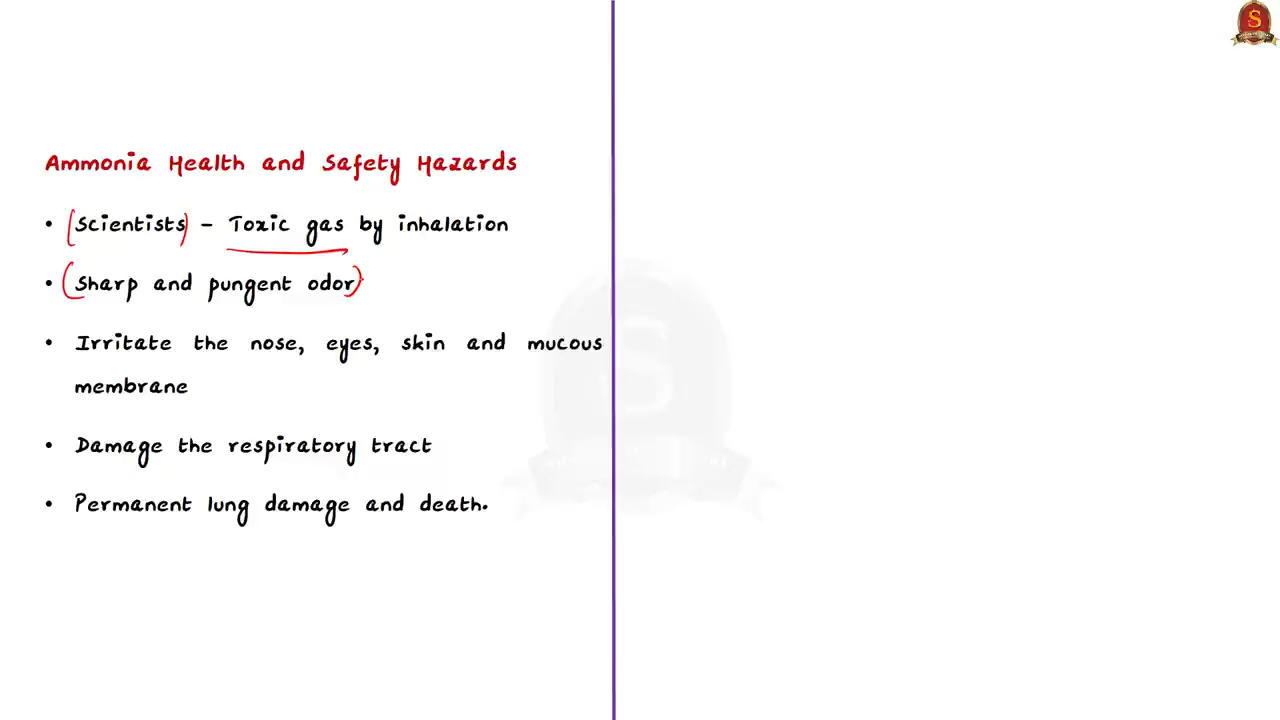 Ammonia Health and Safety Hazards
• Scientists – Toxic gas by inhalation
• Sharp and pungent odor
• Irritate the nose, eyes, skin and mucous
membrane
• Damage the respiratory tract
• Permanent lung damage and death.
S